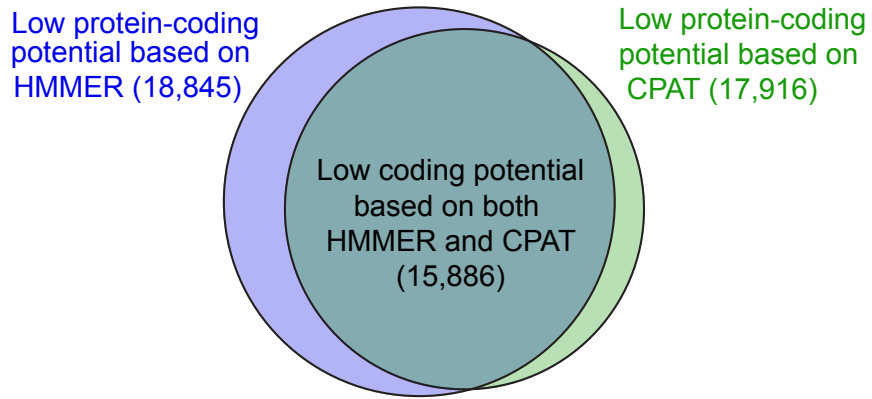 Low protein-coding
potential based on
HMMER (18,845)
Low protein-coding
potential based on
CPAT (17,916)
Low coding potential
based on both
HMMER and CPAT
(15,886)